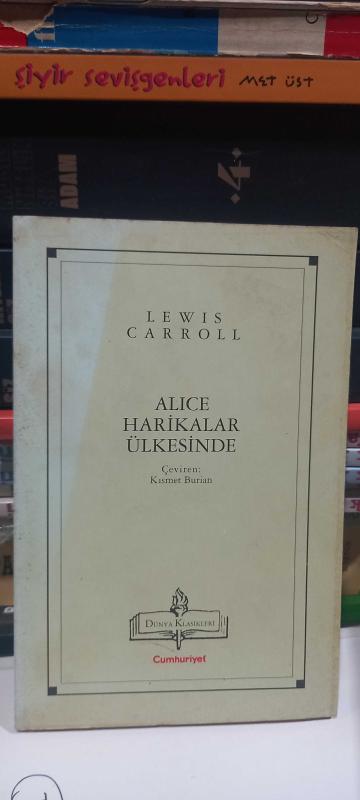 şiyir sevişgenleri MET ÜST
ADAM
4
LEWIS
CARROLL
ALICE
HARİKALAR
ÜLKESİNDE
Çeviren:
Kısmet Burian
DÜNYA KLASİKLERİ
Cumhuriyet